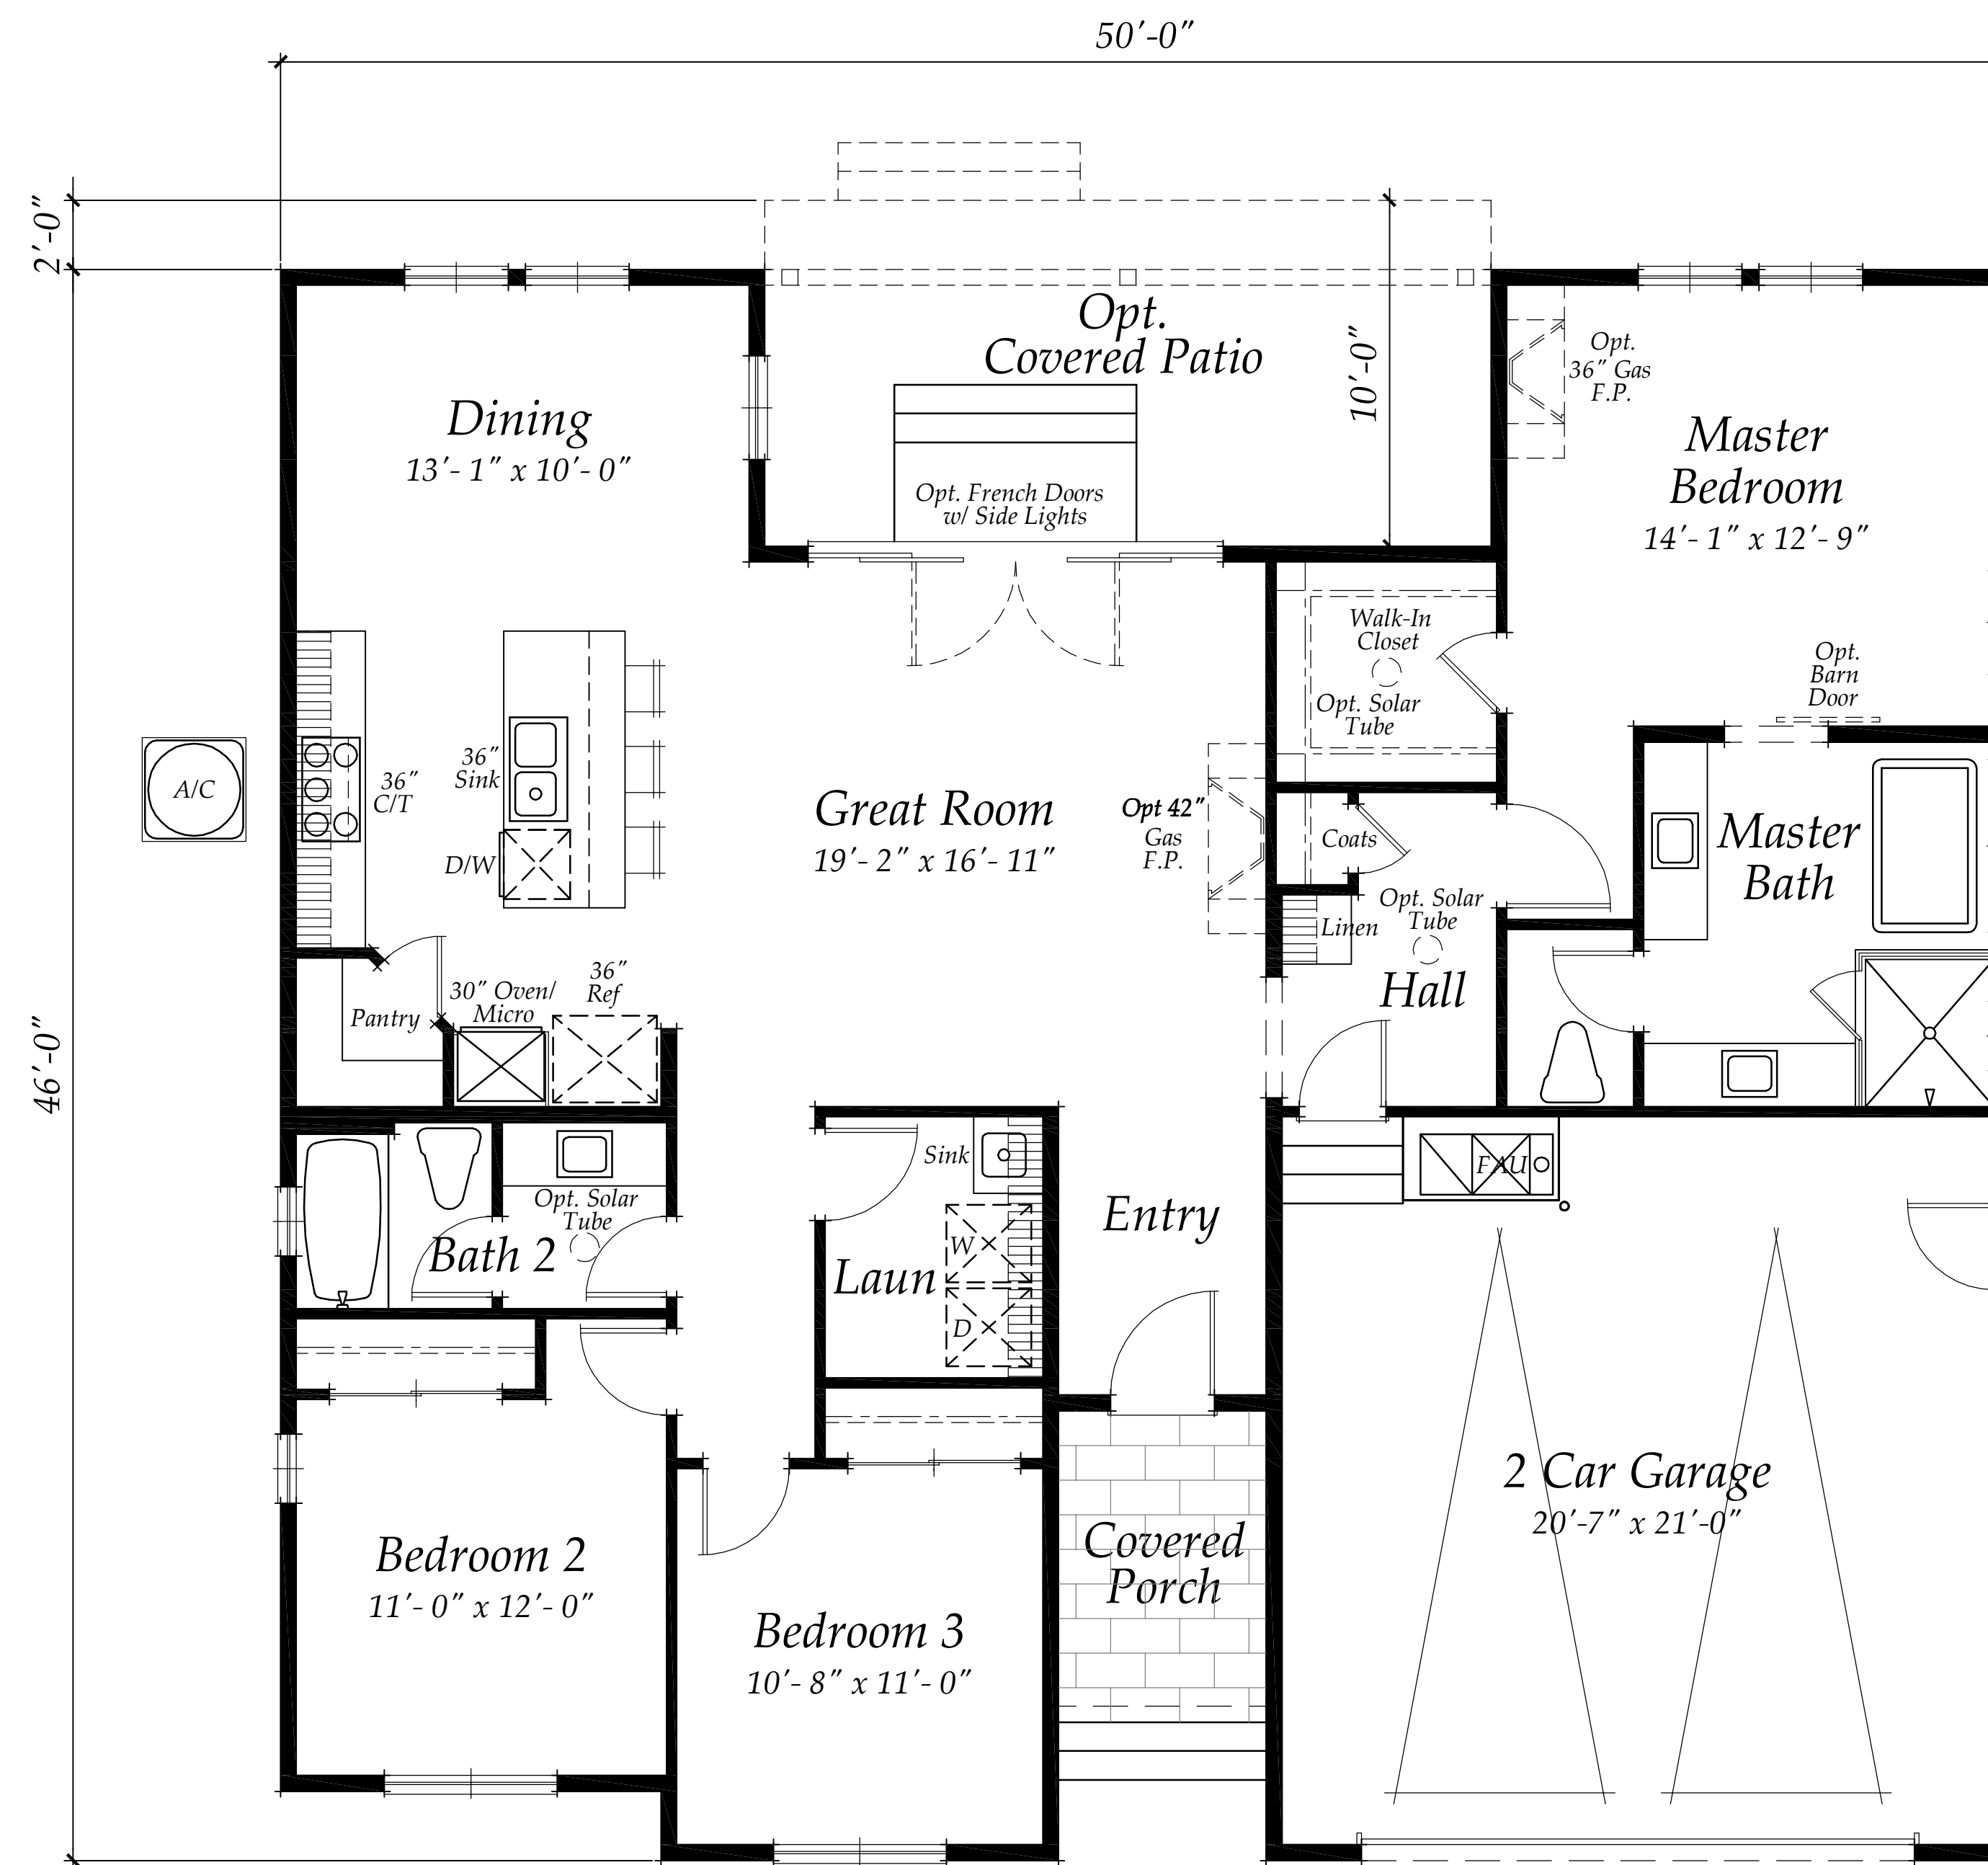 50'-0"
2'-0"
Opt.
Covered Patio
10'-0"
Opt.
36" Gas
F.P.
Dining
13'- 1" x 10'- 0"
Master
Bedroom
14'- 1" x 12'- 9"
Opt. French Doors
w/ Side Lights
Walk-In
Closet
Opt. Solar
Tube
Opt.
Barn
Door
A/C
36"
C/T
36"
Sink
D/W
Great Room
19'- 2" x 16'- 11"
Opt 42"
Gas
F.P.
Coats
Master
Bath
Opt. Solar
Tube
Linen
Hall
36"
Ref
30" Oven/
Micro
Pantry
46'-0"
Sink
FAU
Opt. Solar
Tube
Bath 2
Entry
W
Laun
D
2 Car Garage
20'-7" x 21'-0"
Covered
Porch
Bedroom 2
11'- 0" x 12'- 0"
Bedroom 3
10'- 8" x 11'- 0"